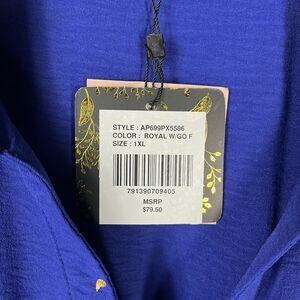 STYLE : AP699PX5586
COLOR : ROYAL W/GO F
SIZE : 1XL
791390709405
MSRP
$79.50